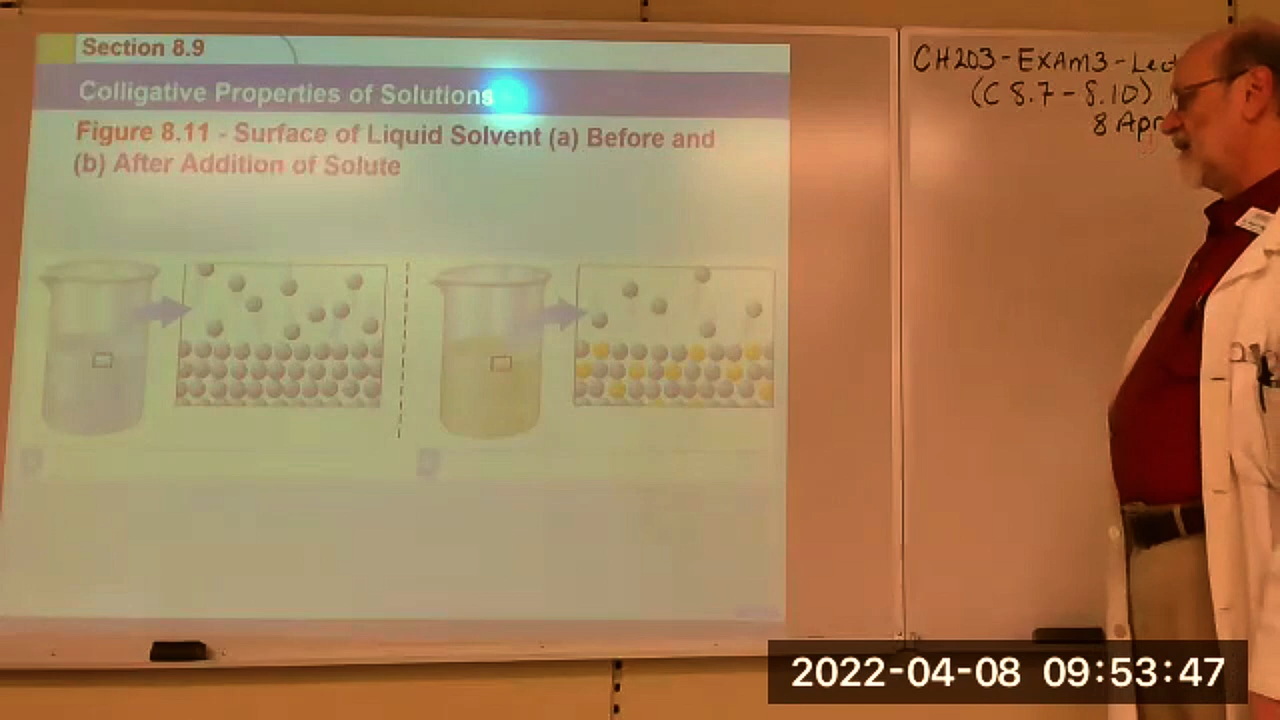 Section 8.9
Colligative Properties of Solutions
Figure 8.11 - Surface of Liquid Solvent (a) Before and
(b) After Addition of Solute
CH203-EXAM3-Lect
(C 8.7-8.10)
8 Apr
2022-04-08 09:53:47